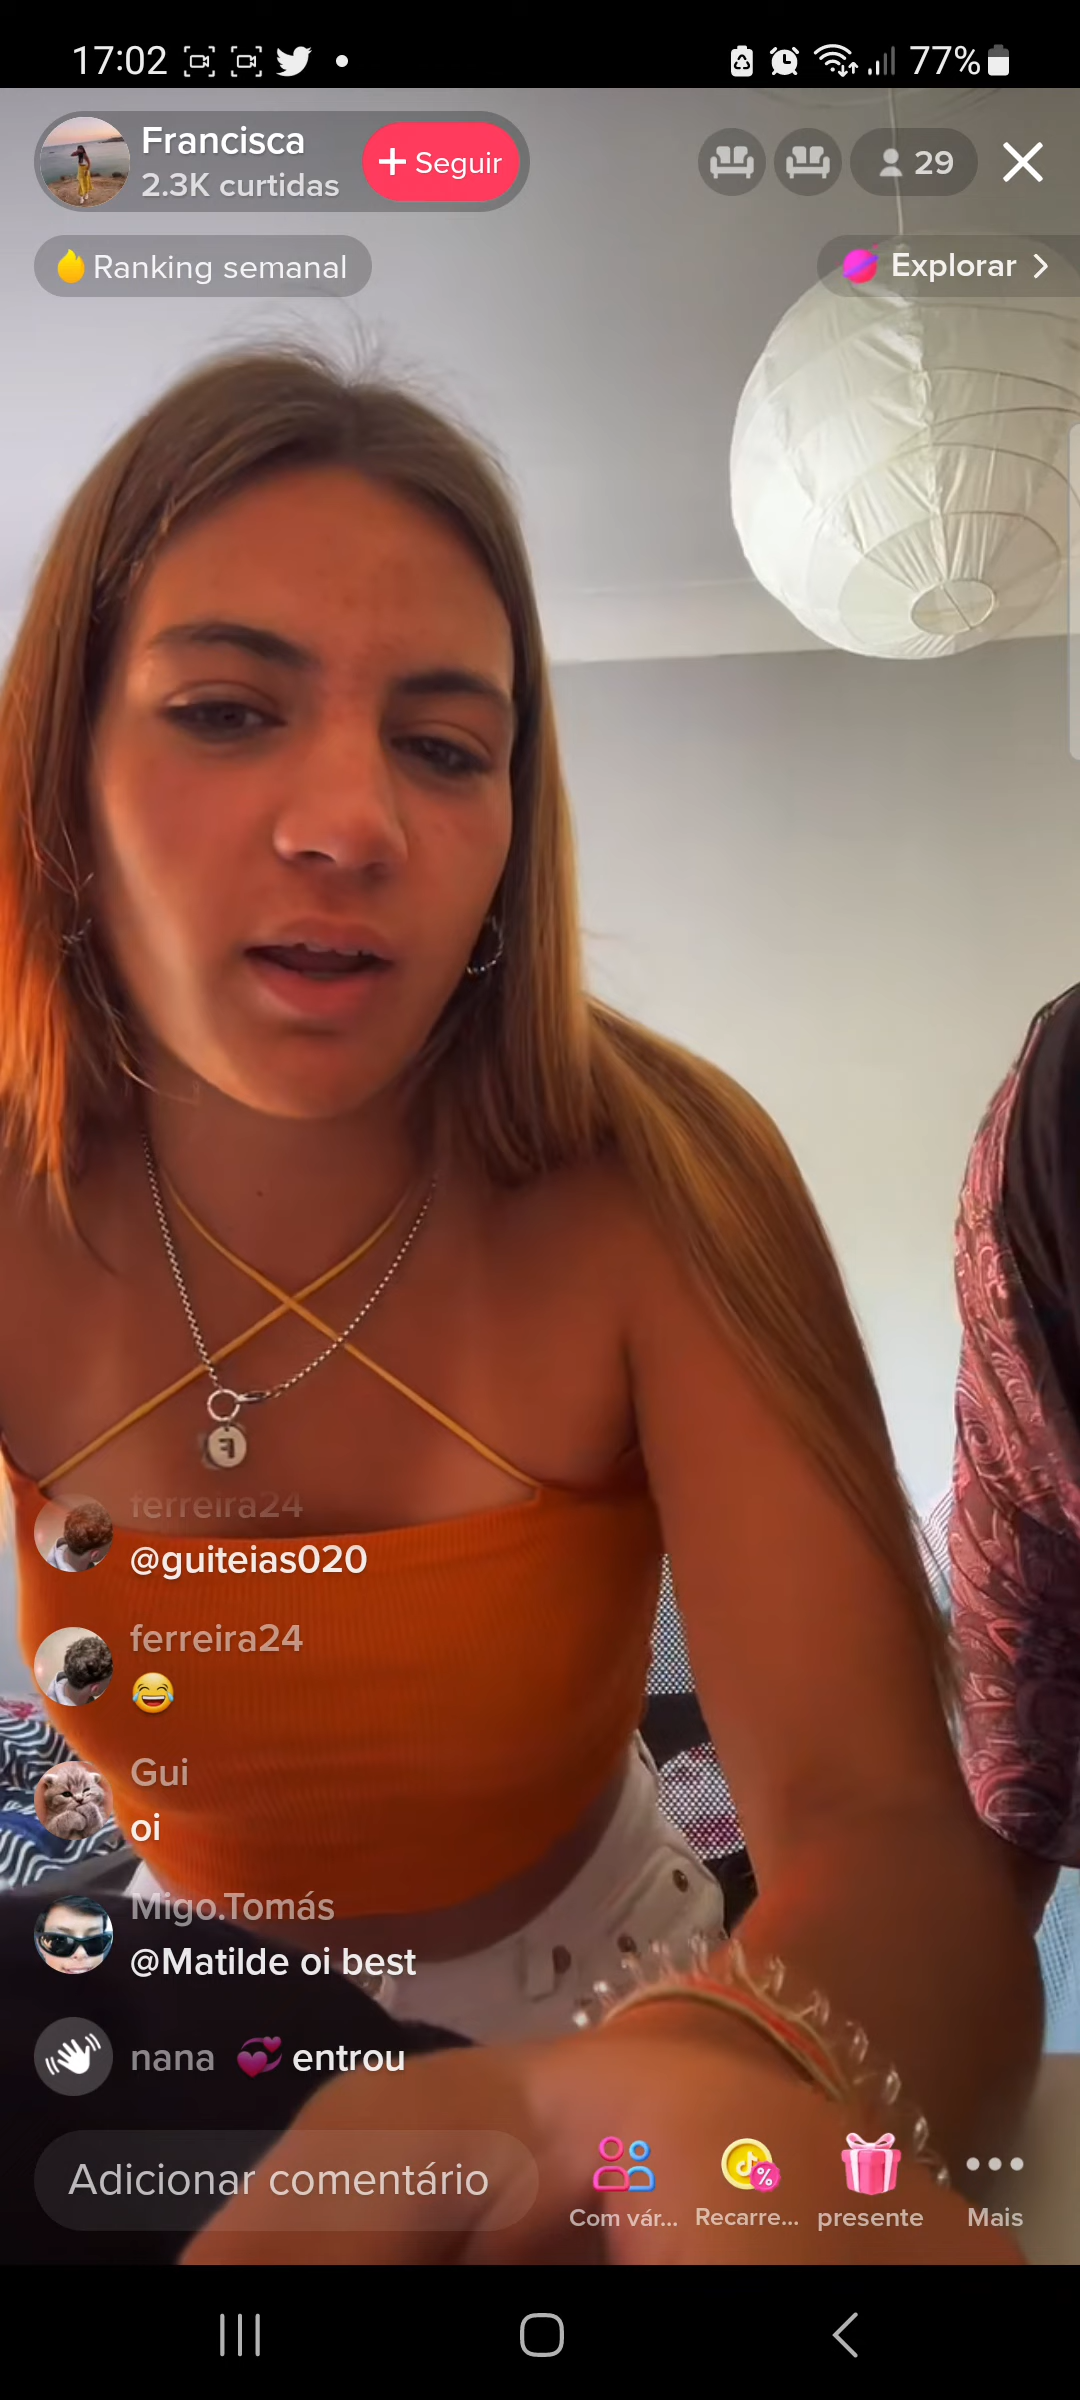 17:02
77%
Francisca
2.3K curtidas
+ Seguir
29
Ranking semanal
Explorar >
F
ferreira24
@guiteias020
ferreira24
😂
Gui
oi
Migo.Tomás
@Matilde oi best
nana 💞 entrou
Adicionar comentário
Com vár...
Recarre...
presente
Mais